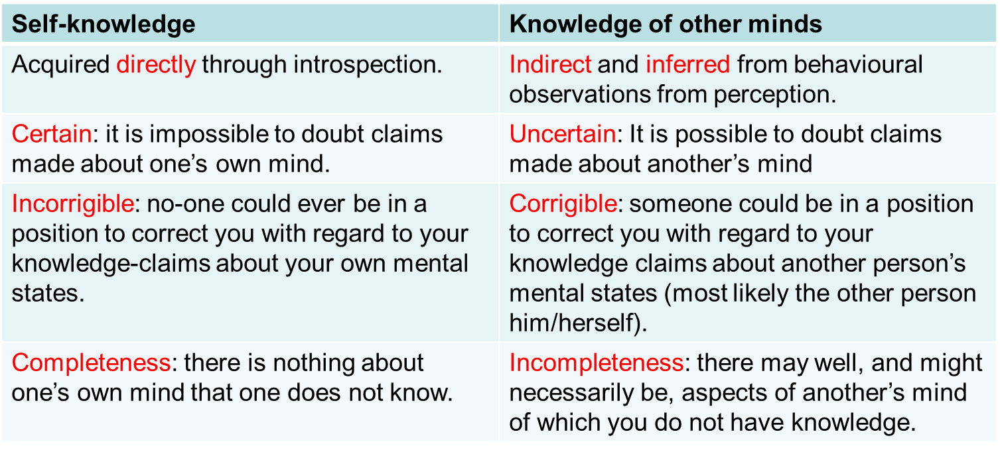 Self-knowledge
Knowledge of other minds
Acquired directly through introspection.
Indirect and inferred from behavioural
observations from perception.
Certain: it is impossible to doubt claims
made about one’s own mind.
Uncertain: It is possible to doubt claims
made about another’s mind
Incorrigible: no-one could ever be in a
position to correct you with regard to your
knowledge-claims about your own mental
states.
Corrigible: someone could be in a position
to correct you with regard to your
knowledge claims about another person’s
mental states (most likely the other person
him/herself).
Completeness: there is nothing about
one’s own mind that one does not know.
Incompleteness: there may well, and might
necessarily be, aspects of another’s mind
of which you do not have knowledge.